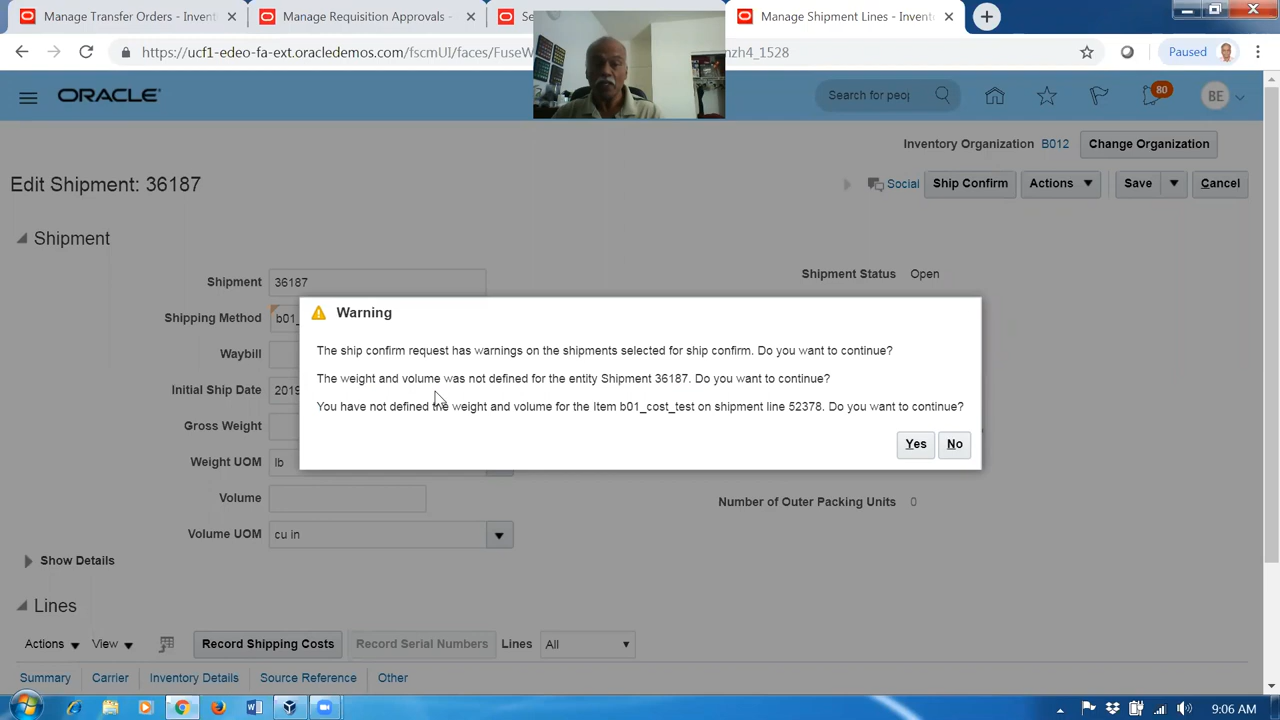 Manage Transfer Orders - Invent
Manage Requisition Approvals -
Se
Manage Shipment Lines - Invent
https://ucf1-edeo-fa-ext.oracledemos.com/fscmUI/faces/FuseW
nzh4_1528
Paused
ORACLE
Search for peop
80
BE
Inventory Organization B012 Change Organization
Edit Shipment: 36187
Social Ship Confirm Actions Save Cancel
Shipment
Shipment 36187
Shipment Status Open
Shipping Method b01_
Waybill
Initial Ship Date 2019
Gross Weight
Weight UOM lb
Volume
Volume UOM cu in
Number of Outer Packing Units 0
Warning
The ship confirm request has warnings on the shipments selected for ship confirm. Do you want to continue?
The weight and volume was not defined for the entity Shipment 36187. Do you want to continue?
You have not defined the weight and volume for the Item b01_cost_test on shipment line 52378. Do you want to continue?
Yes No
Show Details
Lines
Actions View Record Shipping Costs Record Serial Numbers Lines All
Summary Carrier Inventory Details Source Reference Other
9:06 AM